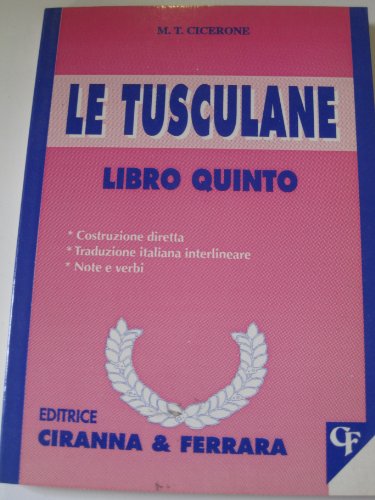 M. T. CICERONE
LE TUSCULANE
LIBRO QUINTO
* Costruzione diretta
* Traduzione italiana interlineare
* Note e verbi
EDITRICE
CIRANNA & FERRARA
CF